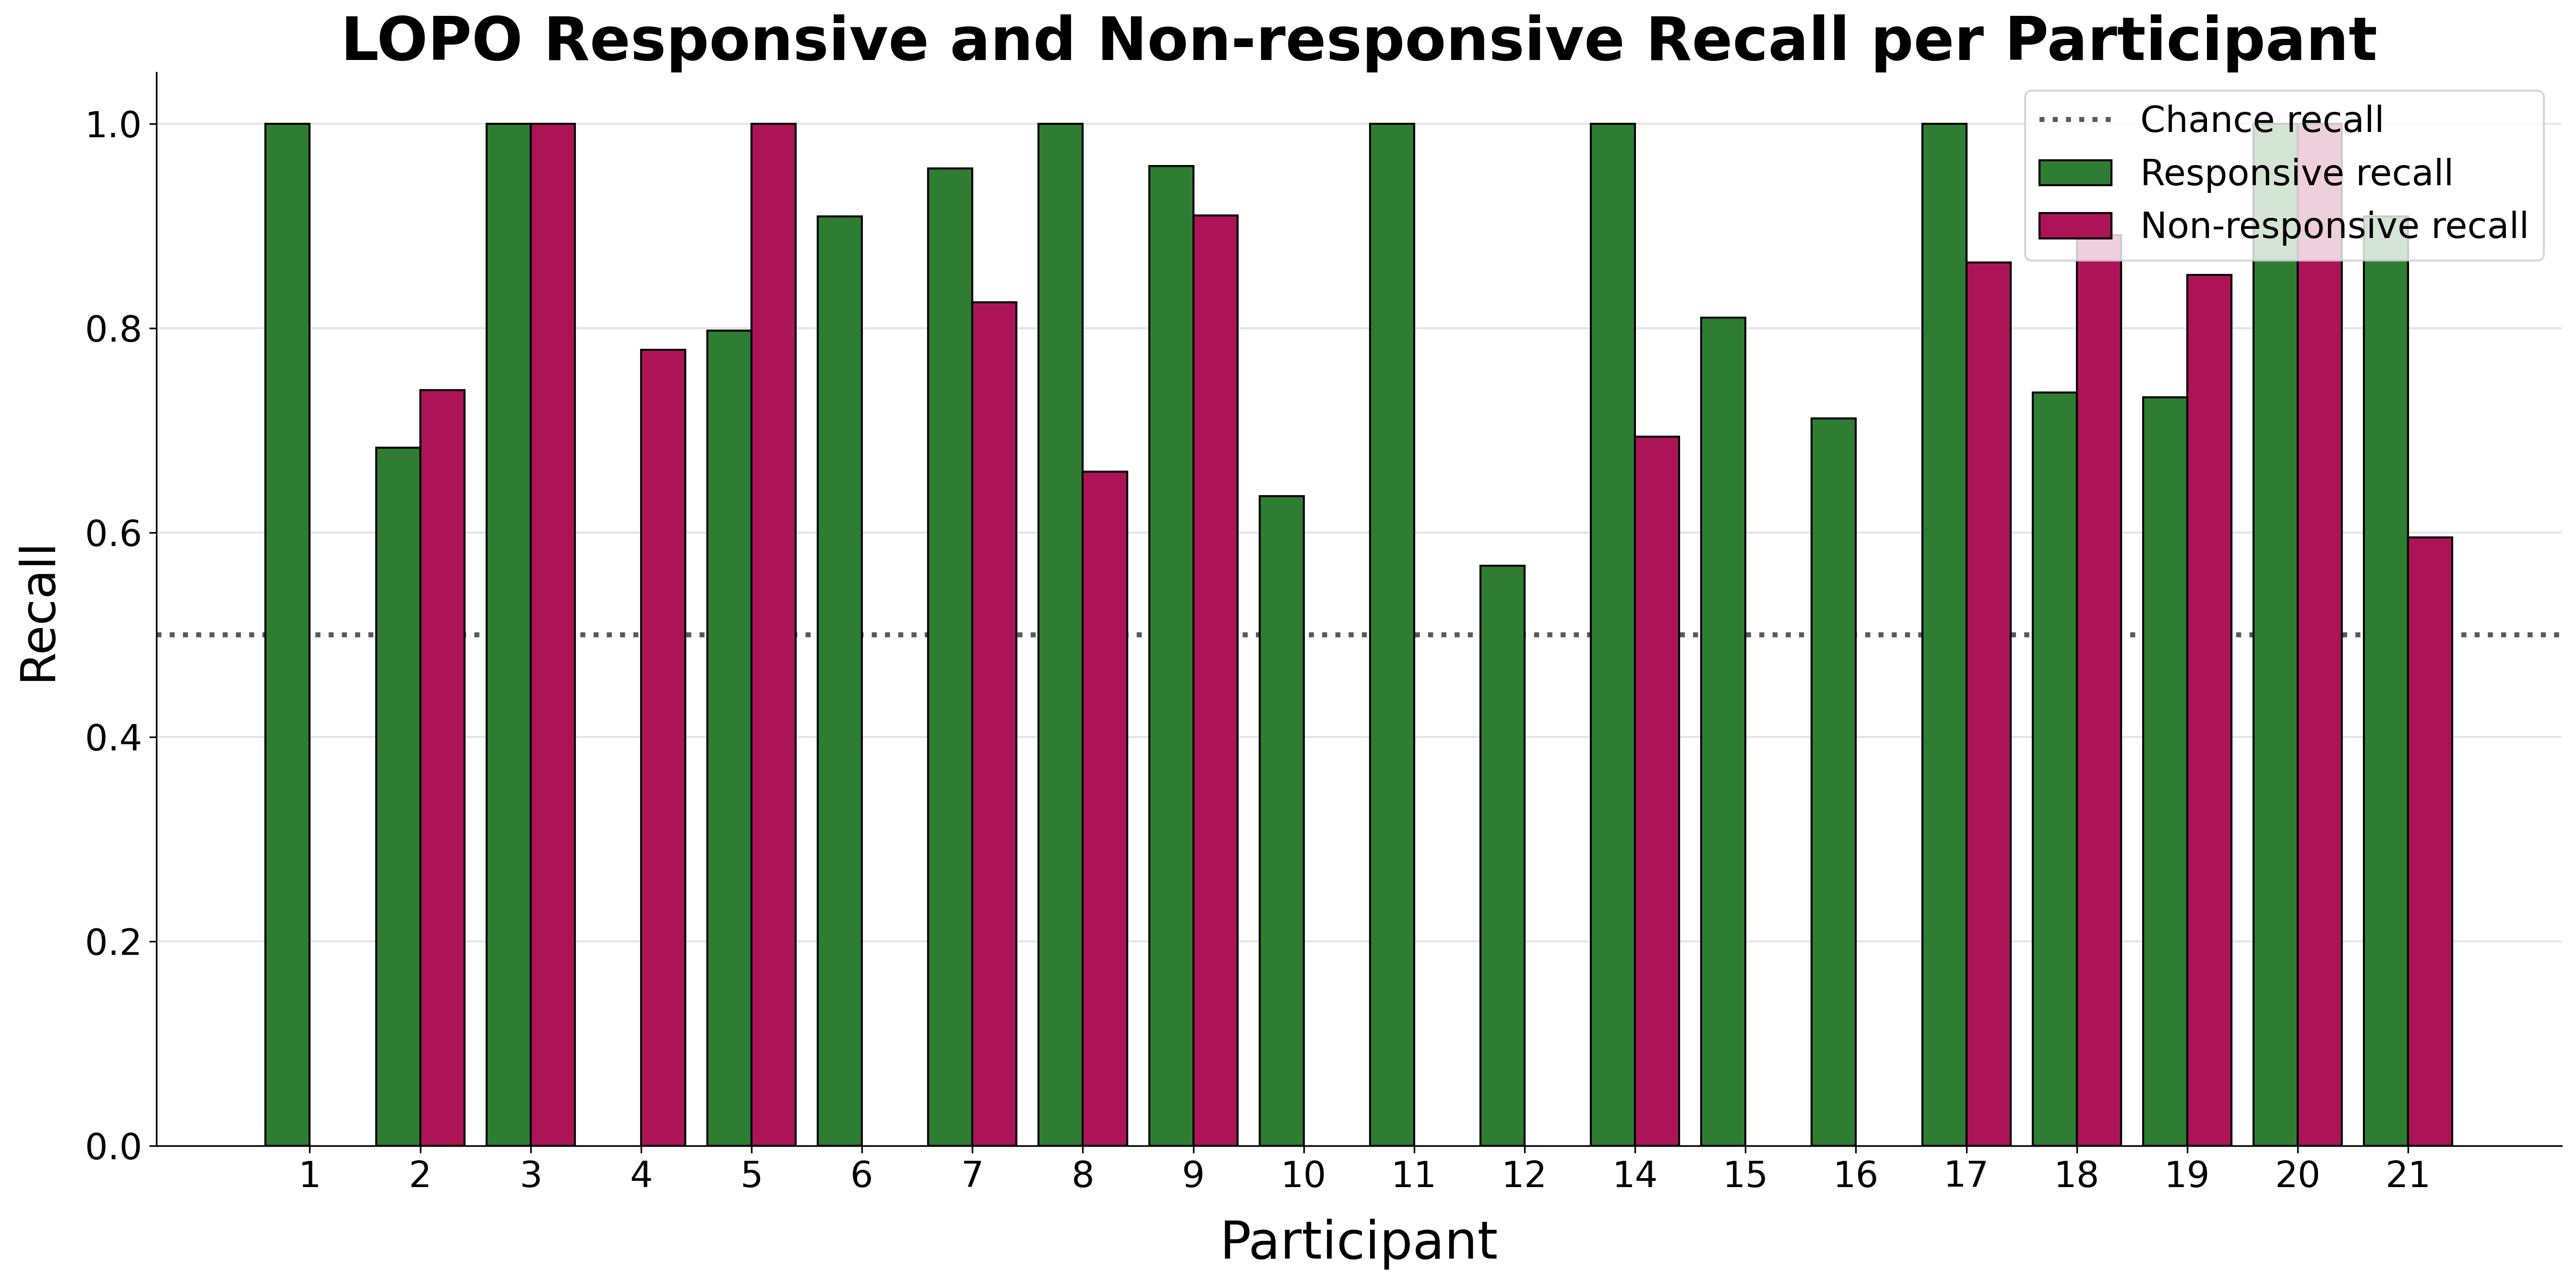 LOPO Responsive and Non-responsive Recall per Participant
Chance recall
Responsive recall
Non-responsive recall
Recall
1.0
0.8
0.6
0.4
0.2
0.0
1 2 3 4 5 6 7 8 9 10 11 12 14 15 16 17 18 19 20 21
Participant